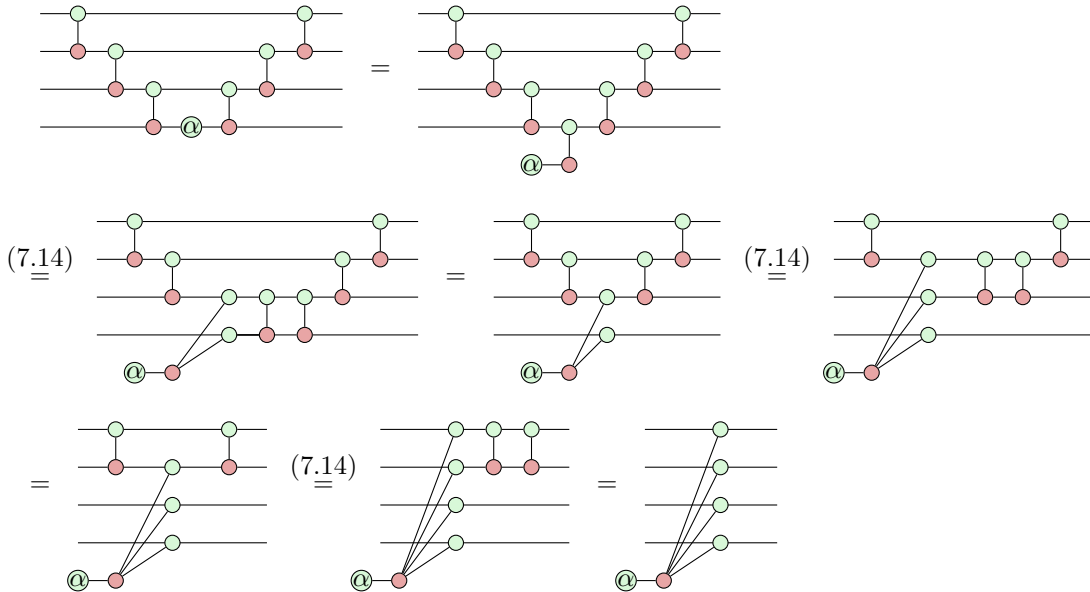 α = α
(7.14) = α = α (7.14) = α
= α (7.14) = α = α